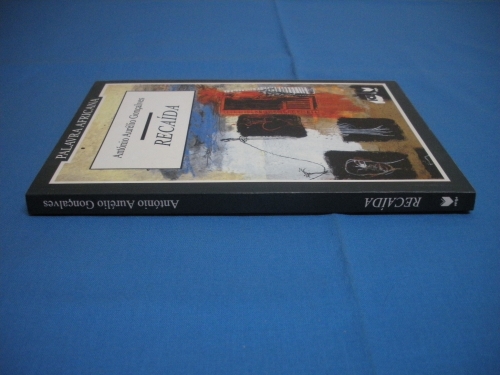 PALAVRA AFRICANA
António Aurélio Gonçalves
RECAÍDA
António Aurélio Gonçalves
RECAÍDA